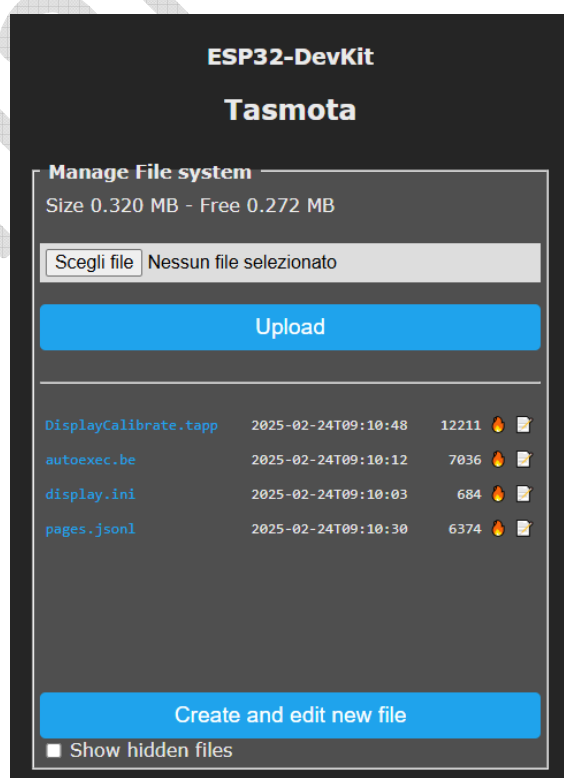 ESP32-DevKit
Tasmota
Manage File system
Size 0.320 MB - Free 0.272 MB
Scegli file Nessun file selezionato
Upload
DisplayCalibrate.tapp 2025-02-24T09:10:48 12211
autoexec.be 2025-02-24T09:10:12 7036
display.ini 2025-02-24T09:10:03 684
pages.jsonl 2025-02-24T09:10:30 6374
Create and edit new file
Show hidden files